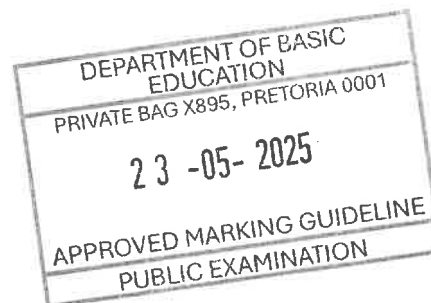 DEPARTMENT OF BASIC
EDUCATION
PRIVATE BAG X895, PRETORIA 0001
23 -05- 2025
APPROVED MARKING GUIDELINE
PUBLIC EXAMINATION